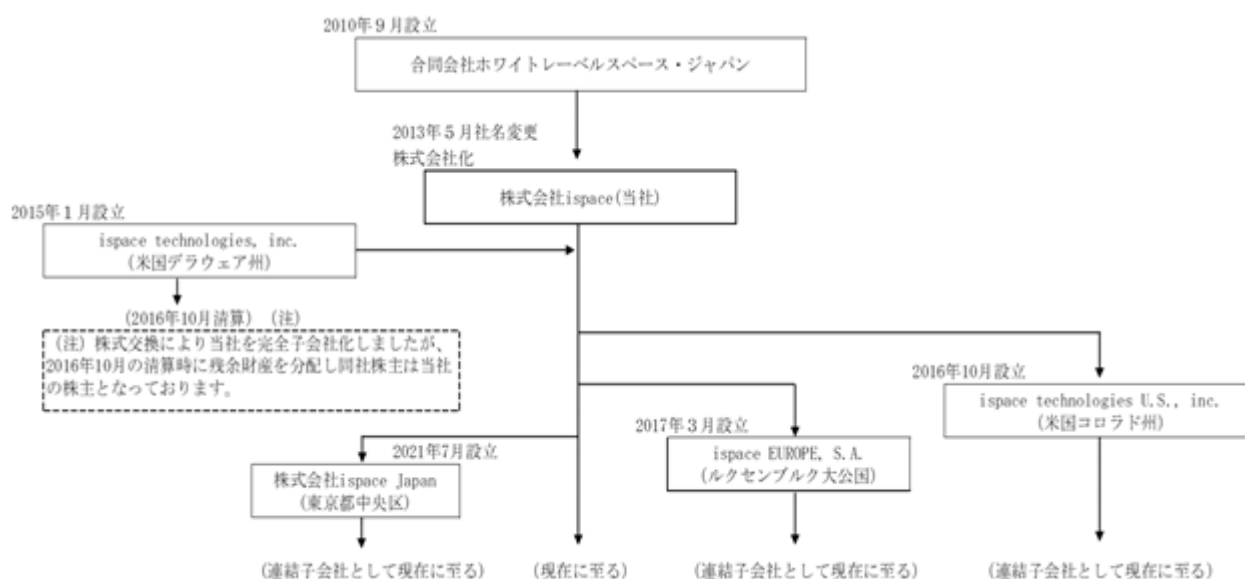 2010年9月設立
合同会社ホワイトレーベルスペース・ジャパン
2013年5月社名変更
株式会社化
株式会社ispace(当社)
2015年1月設立
ispace technologies, inc.
(米国デラウェア州)
(2016年10月清算) (注)
(注) 株式交換により当社を完全子会社化しましたが、
2016年10月の清算時に残余財産を分配し同社株主は当社
の株主となっております。
2016年10月設立
ispace technologies U.S., inc.
(米国コロラド州)
2017年3月設立
ispace EUROPE, S.A.
(ルクセンブルク大公国)
2021年7月設立
株式会社ispace Japan
(東京都中央区)
(連結子会社として現在に至る)
(現在に至る)
(連結子会社として現在に至る)
(連結子会社として現在に至る)